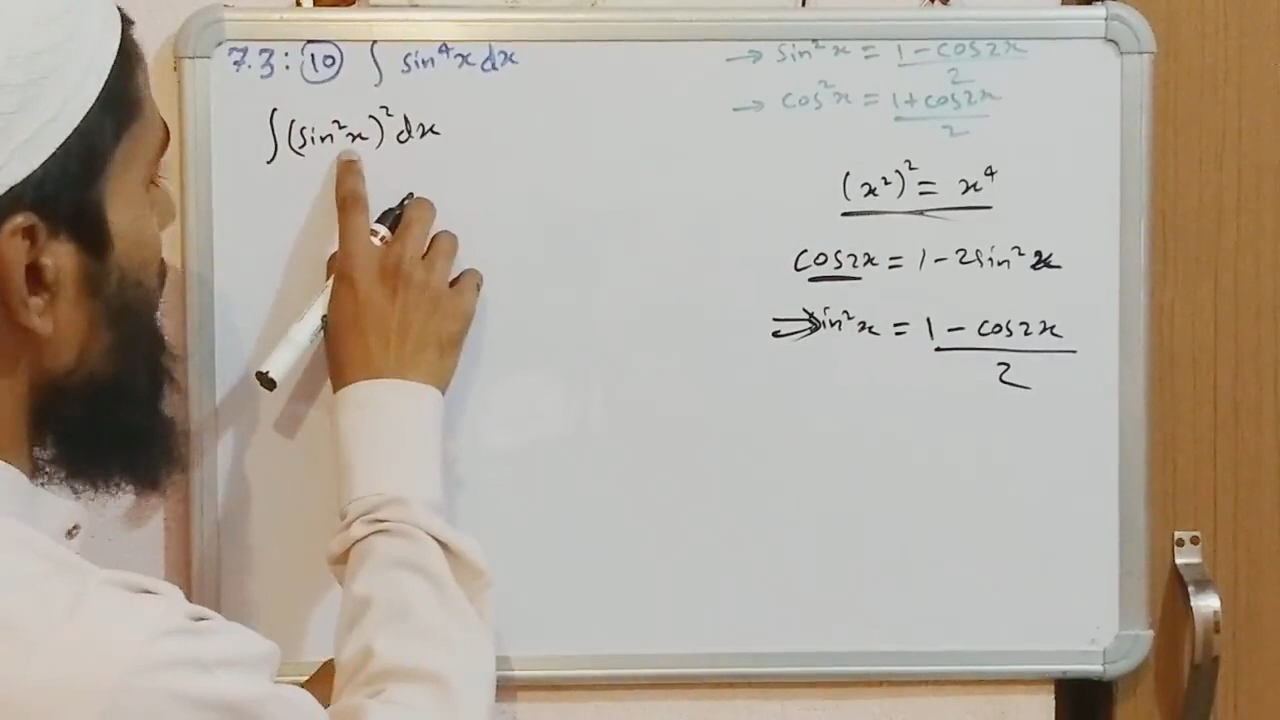 7.3 : 10 ∫ sin⁴x dx
∫(sin²x)² dx
→ sin²x = 1 - cos2x / 2
→ cos²x = 1 + cos2x / 2
(x²)² = x⁴
cos2x = 1 - 2sin²x
⇒ in²x = 1 - cos2x / 2